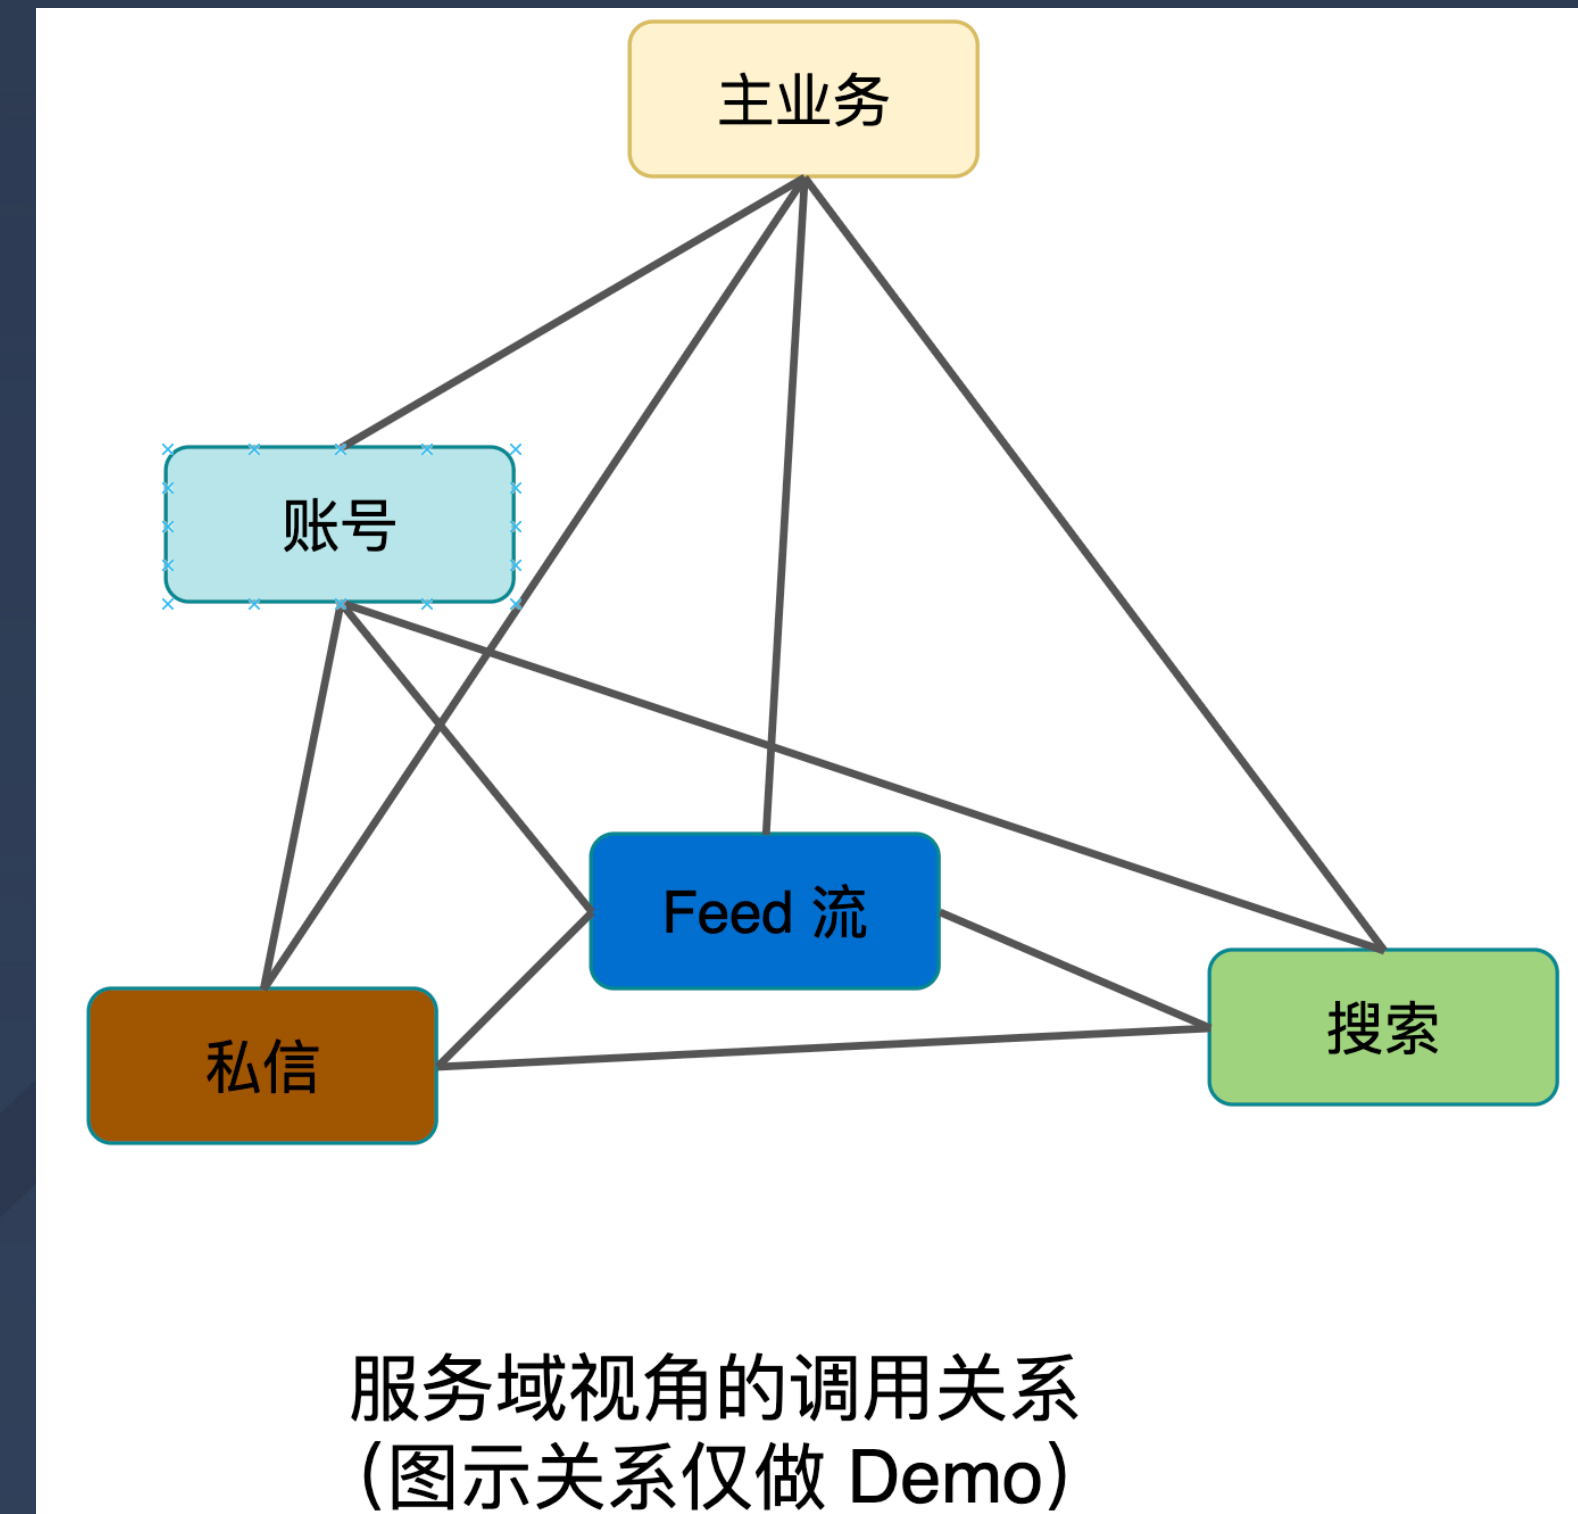 主业务
账号
Feed 流
搜索
私信
服务域视角的调用关系
（图示关系仅做 Demo）